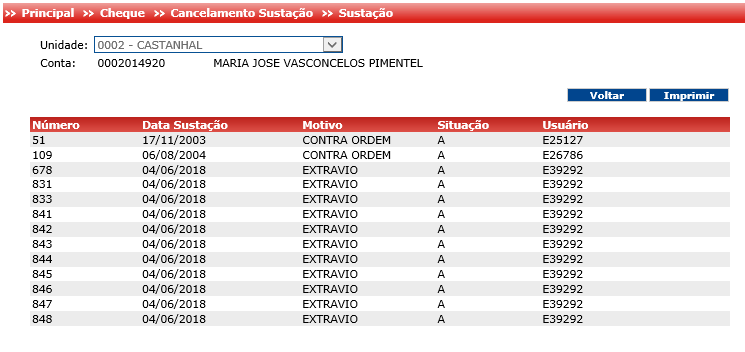 >> Principal >> Cheque >> Cancelamento Sustação >> Sustação
Unidade: 0002 - CASTANHAL
Conta: 0002014920 MARIA JOSE VASCONCELOS PIMENTEL
Voltar Imprimir
Número Data Sustação Motivo Situação Usuário
51 17/11/2003 CONTRA ORDEM A E25127
109 06/08/2004 CONTRA ORDEM A E26786
678 04/06/2018 EXTRAVIO A E39292
831 04/06/2018 EXTRAVIO A E39292
833 04/06/2018 EXTRAVIO A E39292
841 04/06/2018 EXTRAVIO A E39292
842 04/06/2018 EXTRAVIO A E39292
843 04/06/2018 EXTRAVIO A E39292
844 04/06/2018 EXTRAVIO A E39292
845 04/06/2018 EXTRAVIO A E39292
846 04/06/2018 EXTRAVIO A E39292
847 04/06/2018 EXTRAVIO A E39292
848 04/06/2018 EXTRAVIO A E39292